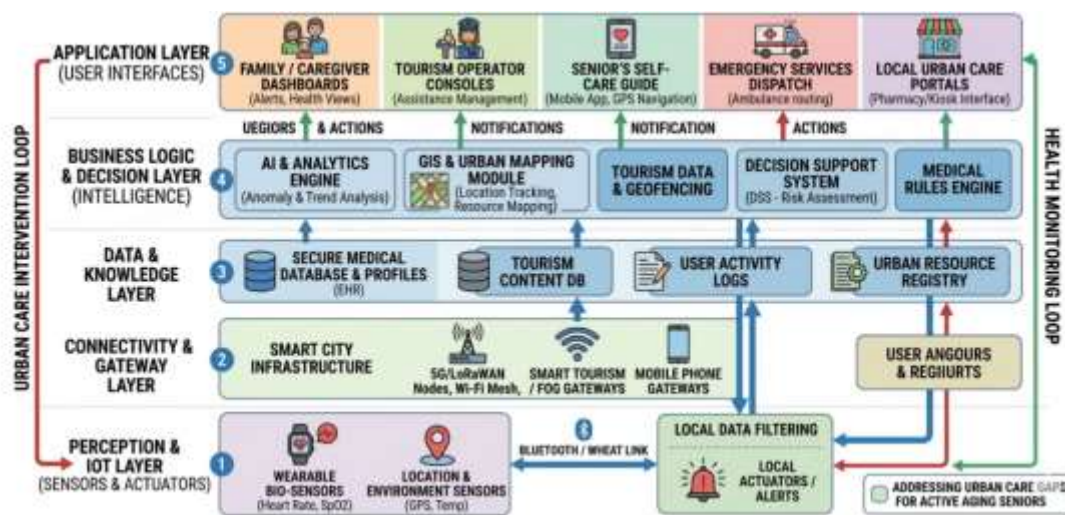 URBAN CARE INTERVENTION LOOP
HEALTH MONITORING LOOP
APPLICATION LAYER
(USER INTERFACES)
5
FAMILY / CAREGIVER
DASHBOARDS
(Alerts, Health Views)
TOURISM OPERATOR
CONSOLES
(Assistance Management)
SENIOR'S SELF-
CARE GUIDE
(Mobile App, GPS Navigation)
EMERGENCY SERVICES
DISPATCH
(Ambulance routing)
LOCAL URBAN CARE
PORTALS
(Pharmacy/Kiosk Interface)
UEGIORS & ACTIONS
NOTIFICATIONS
NOTIFICATION
ACTIONS
BUSINESS LOGIC
& DECISION LAYER
(INTELLIGENCE)
4
AI & ANALYTICS
ENGINE
(Anomaly & Trend Analysis)
GIS & URBAN MAPPING
MODULE
(Location Tracking,
Resource Mapping)
TOURISM DATA
& GEOFENCING
DECISION SUPPORT
SYSTEM
(DSS - Risk Assessment)
MEDICAL
RULES ENGINE
DATA &
KNOWLEDGE
LAYER
3
SECURE MEDICAL
DATABASE & PROFILES
(EHR)
TOURISM
CONTENT DB
USER ACTIVITY
LOGS
URBAN RESOURCE
REGISTRY
CONNECTIVITY &
GATEWAY
LAYER
2
SMART CITY
INFRASTRUCTURE
5G/LoRaWAN
Nodes, Wi-Fi Mesh,
SMART TOURISM
/ FOG GATEWAYS
MOBILE PHONE
GATEWAYS
USER ANGOURS
& REGIIURTS
PERCEPTION &
IOT LAYER
(SENSORS & ACTUATORS)
1
WEARABLE
BIO-SENSORS
(Heart Rate, SpO2)
LOCATION &
ENVIRONMENT SENSORS
(GPS, Temp)
BLUETOOTH / WHEAT LINK
LOCAL DATA FILTERING
LOCAL
ACTUATORS /
ALERTS
ADDRESSING URBAN CARE GAPS
FOR ACTIVE AGING SENIORS